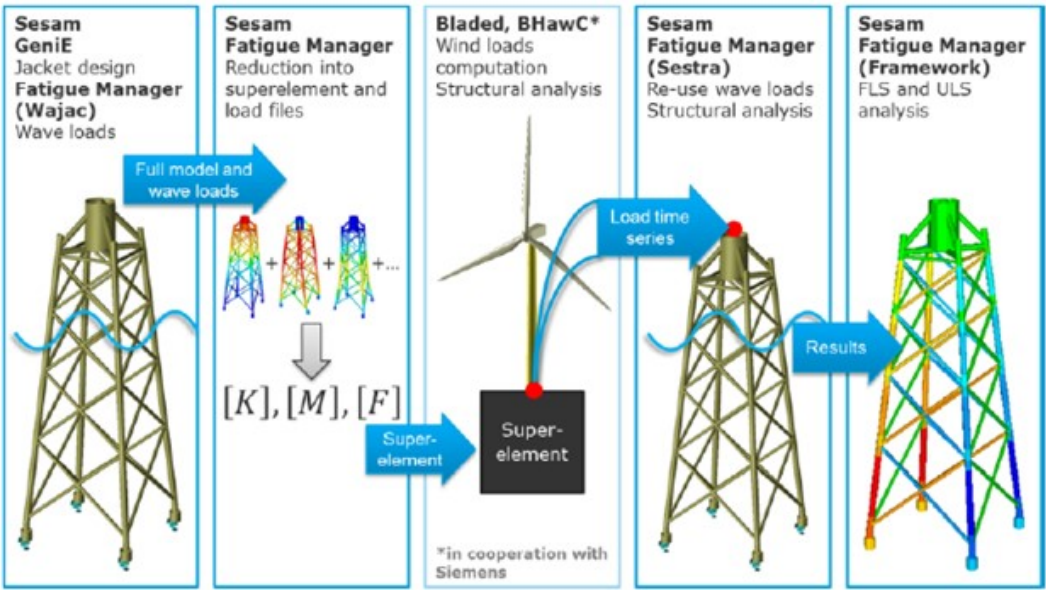 Sesam
GeniE
Jacket design
Fatigue Manager
(Wajac)
Wave loads
Full model and
wave loads
Sesam
Fatigue Manager
Reduction into
superelement and
load files
+ + +...
[K], [M], [F]
Super-
element
Bladed, BHawC*
Wind loads
computation
Structural analysis
Super-
element
*in cooperation with
Siemens
Load time
series
Sesam
Fatigue Manager
(Sestra)
Re-use wave loads
Structural analysis
Results
Sesam
Fatigue Manager
(Framework)
FLS and ULS
analysis